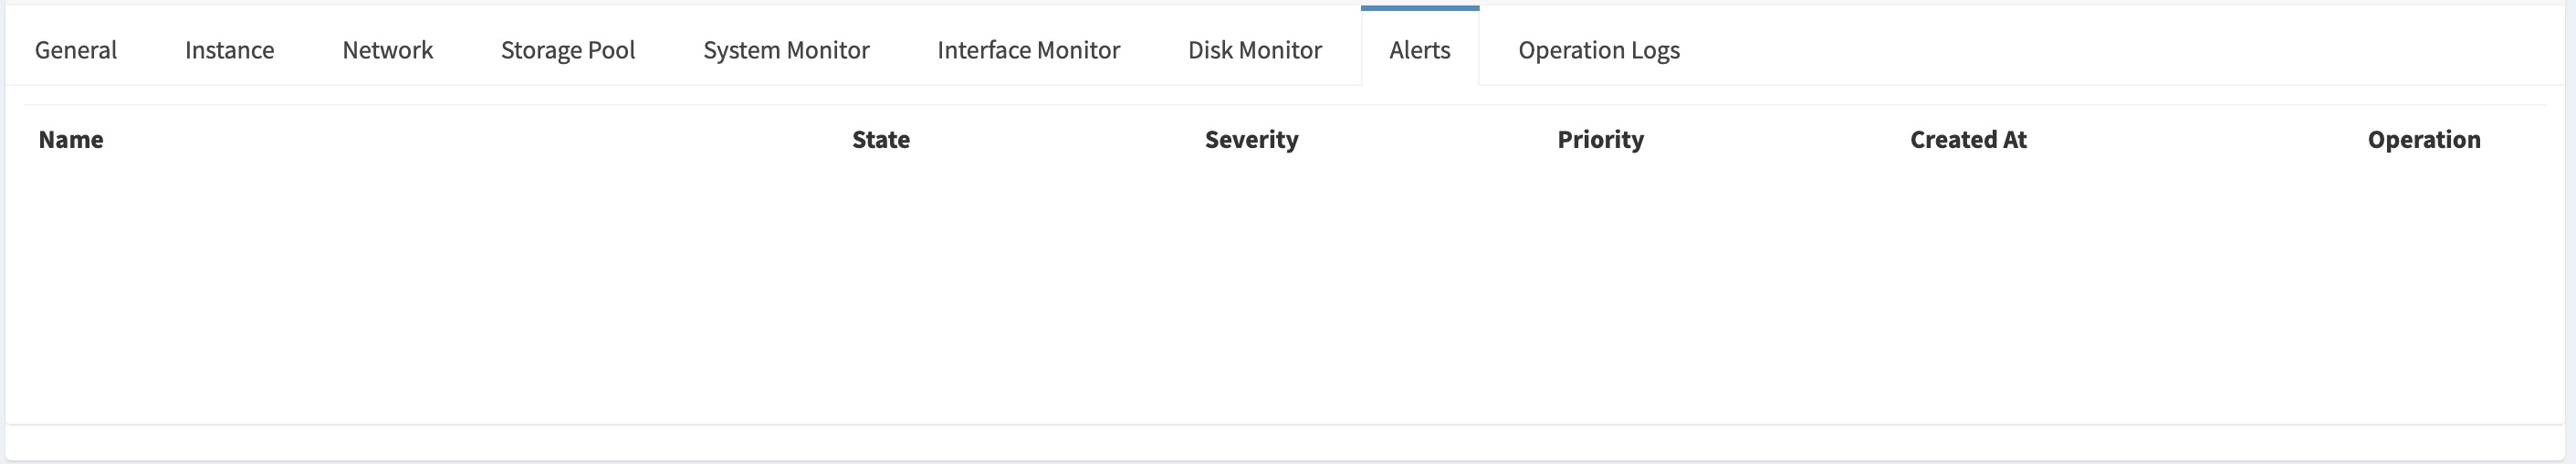 General Instance Network Storage Pool System Monitor Interface Monitor Disk Monitor Alerts Operation Logs
Name State Severity Priority Created At Operation